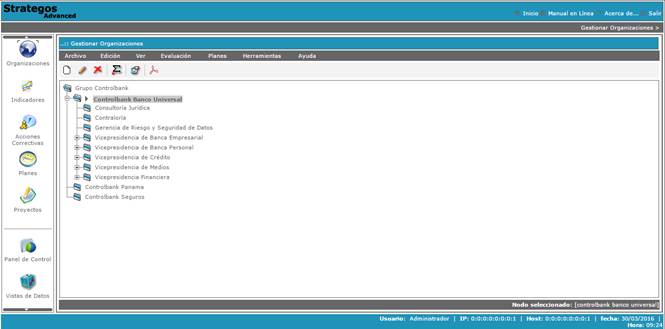 Strategos
Advanced
Inicio Manual en Línea Acerca de... Salir
Gestionar Organizaciones >
Organizaciones
Indicadores
Acciones
Correctivas
Planes
Proyectos
Panel de Control
Vistas de Datos
..:: Gestionar Organizaciones
Archivo Edición Ver Evaluación Planes Herramientas Ayuda
Grupo Controlbank
Controlbank Banco Universal
Consultoría Jurídica
Contraloría
Gerencia de Riesgo y Seguridad de Datos
Vicepresidencia de Banca Empresarial
Vicepresidencia de Banca Personal
Vicepresidencia de Crédito
Vicepresidencia de Medios
Vicepresidencia Financiera
Controlbank Panama
Controlbank Seguros
Nodo seleccionado: [controlbank banco universal]
Usuario: Administrador | IP: 0:0:0:0:0:0:0:1 | Host: 0:0:0:0:0:0:0:1 | fecha: 30/03/2016 |
Hora: 09:24